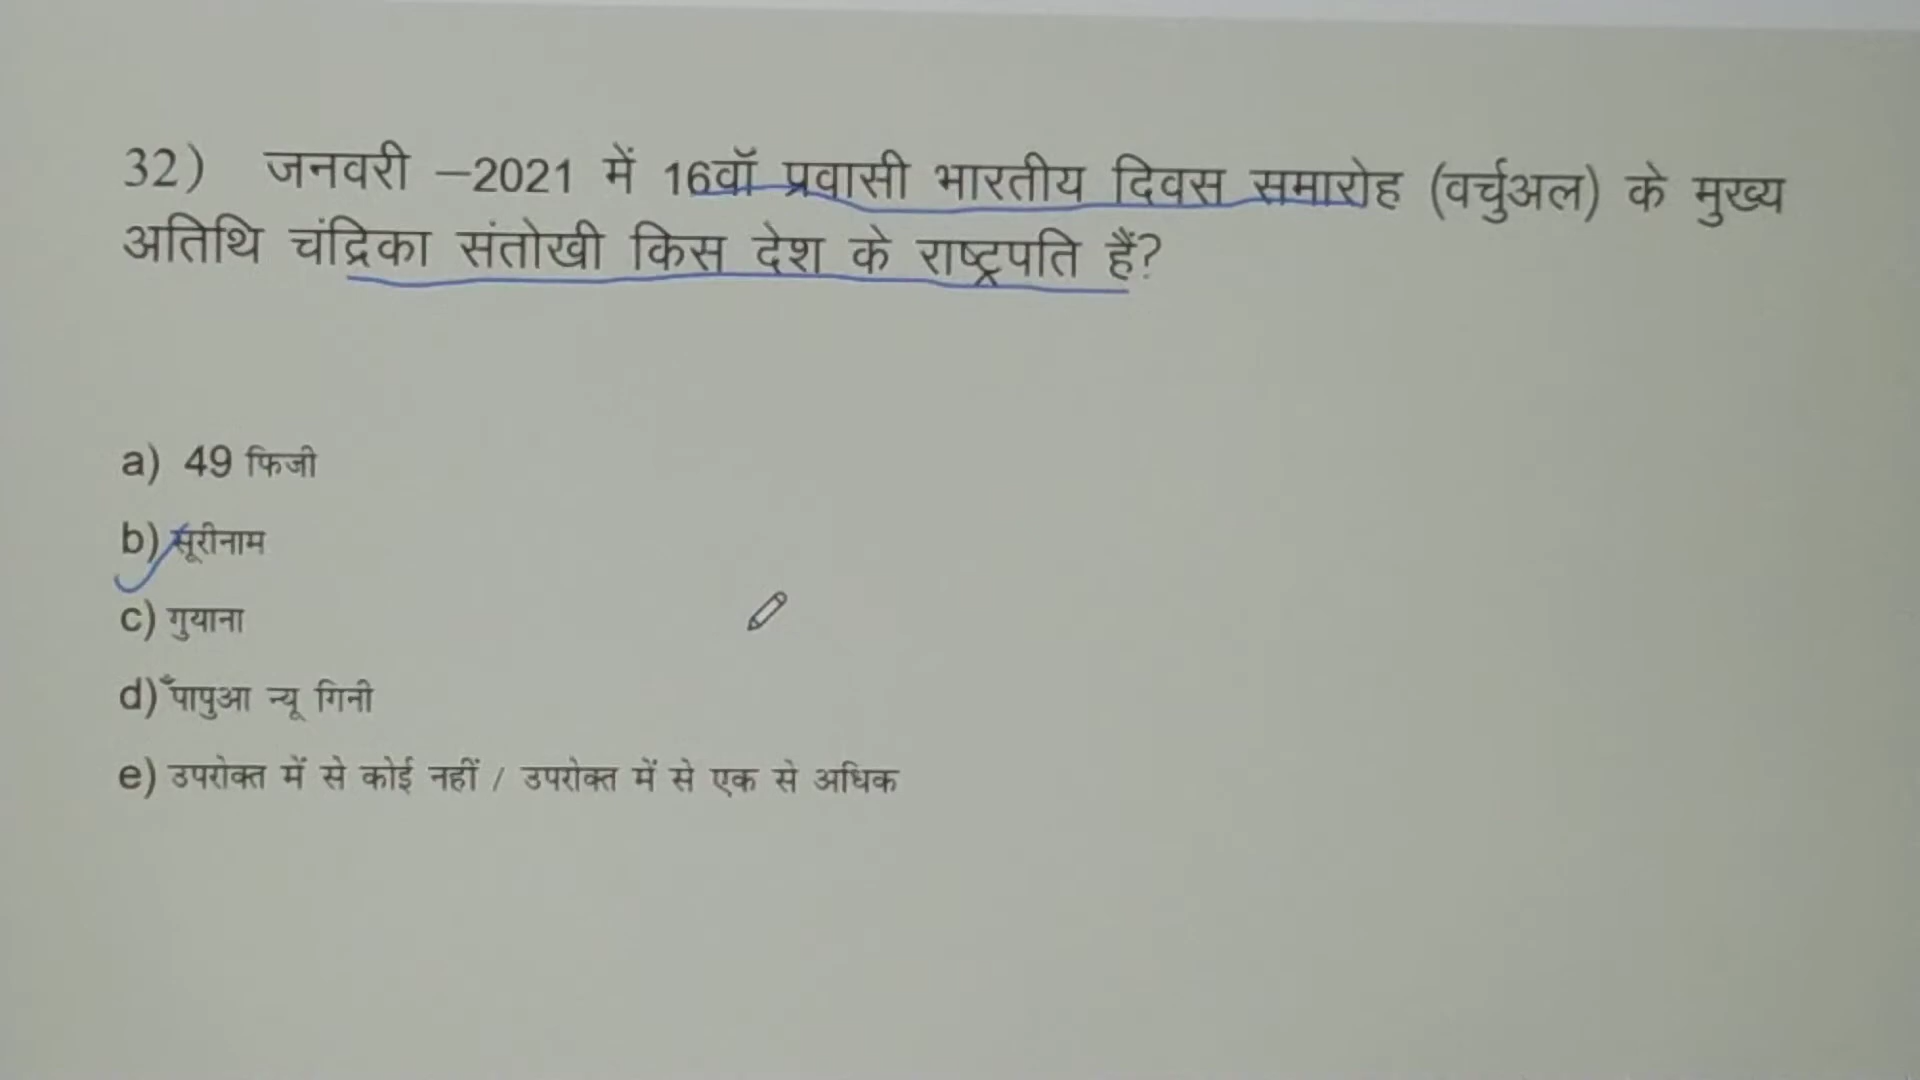 32) जनवरी –2021 में 16वॉ प्रवासी भारतीय दिवस समारोह (वर्चुअल) के मुख्य
अतिथि चंद्रिका संतोखी किस देश के राष्ट्रपति हैं?
a) 49 फिजी
b) सूरीनाम
c) गुयाना
d) पापुआ न्यू गिनी
e) उपरोक्त में से कोई नहीं / उपरोक्त में से एक से अधिक